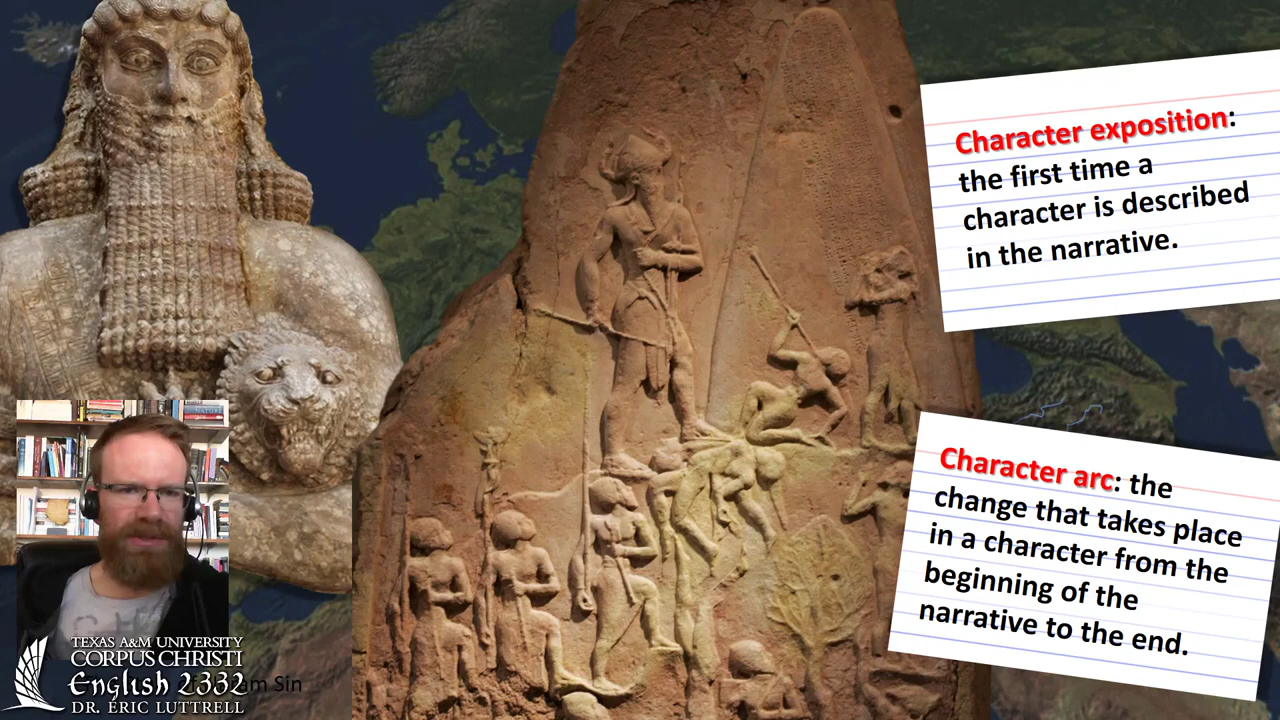 Character exposition:
the first time a
character is described
in the narrative.
Character arc: the
change that takes place
in a character from the
beginning of the
narrative to the end.
TEXAS A&M UNIVERSITY
CORPUS CHRISTI
English 2332
DR. ERIC LUTTRELL
am Sin